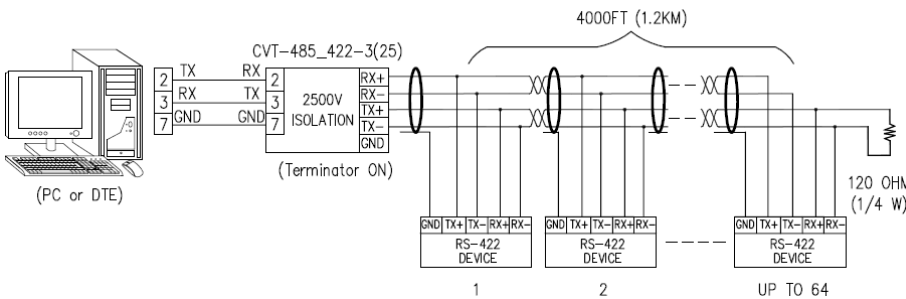 4000FT (1.2KM)
CVT-485_422-3(25)
2 TX RX 2
3 RX TX 3
7 GND GND 7
2500V
ISOLATION
RX+
RX-
TX+
TX-
GND
(Terminator ON)
(PC or DTE)
120 OHM
(1/4 W)
GND TX+ TX- RX+ RX-
RS-422
DEVICE
1
GND TX+ TX- RX+ RX-
RS-422
DEVICE
2
GND TX+ TX- RX+ RX-
RS-422
DEVICE
UP TO 64